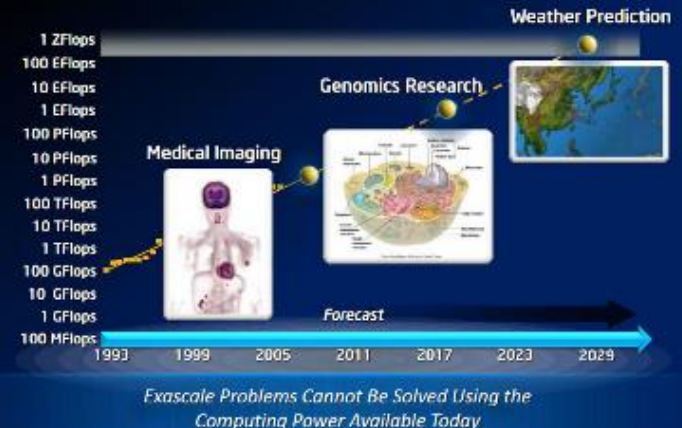 Weather Prediction
1 ZFlops
100 EFlops
10 EFlops
Genomics Research
1 EFlops
100 PFlops
Medical Imaging
10 PFlops
1 PFlops
100 TFlops
10 TFlops
1 TFlops
100 GFlops
10 GFlops
1 GFlops
Forecast
100 MFlops
1993 1999 2005 2011 2017 2023 2029
Exascale Problems Cannot Be Solved Using the
Computing Power Available Today